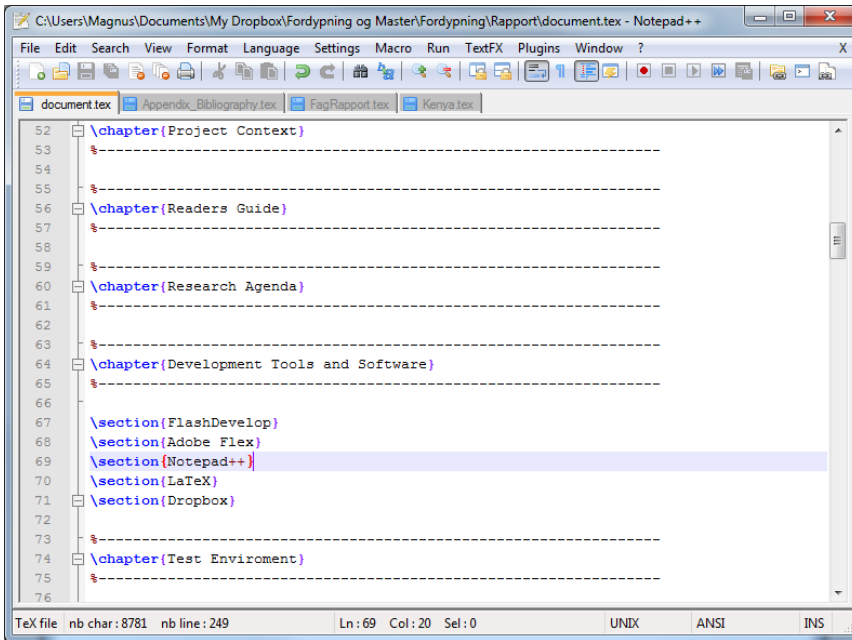 C:\Users\Magnus\Documents\My Dropbox\Fordypning og Master\Fordypning\Rapport\document.tex - Notepad++
File Edit Search View Format Language Settings Macro Run TextFX Plugins Window ? X
document.tex Appendix_Bibliography.tex FagRapport.tex Kenya.tex
52 \chapter{Project Context}
53 %---------------------------------------------------------------
54
55 %---------------------------------------------------------------
56 \chapter{Readers Guide}
57 %---------------------------------------------------------------
58
59 %---------------------------------------------------------------
60 \chapter{Research Agenda}
61 %---------------------------------------------------------------
62
63 %---------------------------------------------------------------
64 \chapter{Development Tools and Software}
65 %---------------------------------------------------------------
66
67 \section{FlashDevelop}
68 \section{Adobe Flex}
69 \section{Notepad++}
70 \section{LaTeX}
71 \section{Dropbox}
72
73 %---------------------------------------------------------------
74 \chapter{Test Enviroment}
75 %---------------------------------------------------------------
76
TeX file nb char : 8781 nb line : 249 Ln : 69 Col : 20 Sel : 0 UNIX ANSI INS